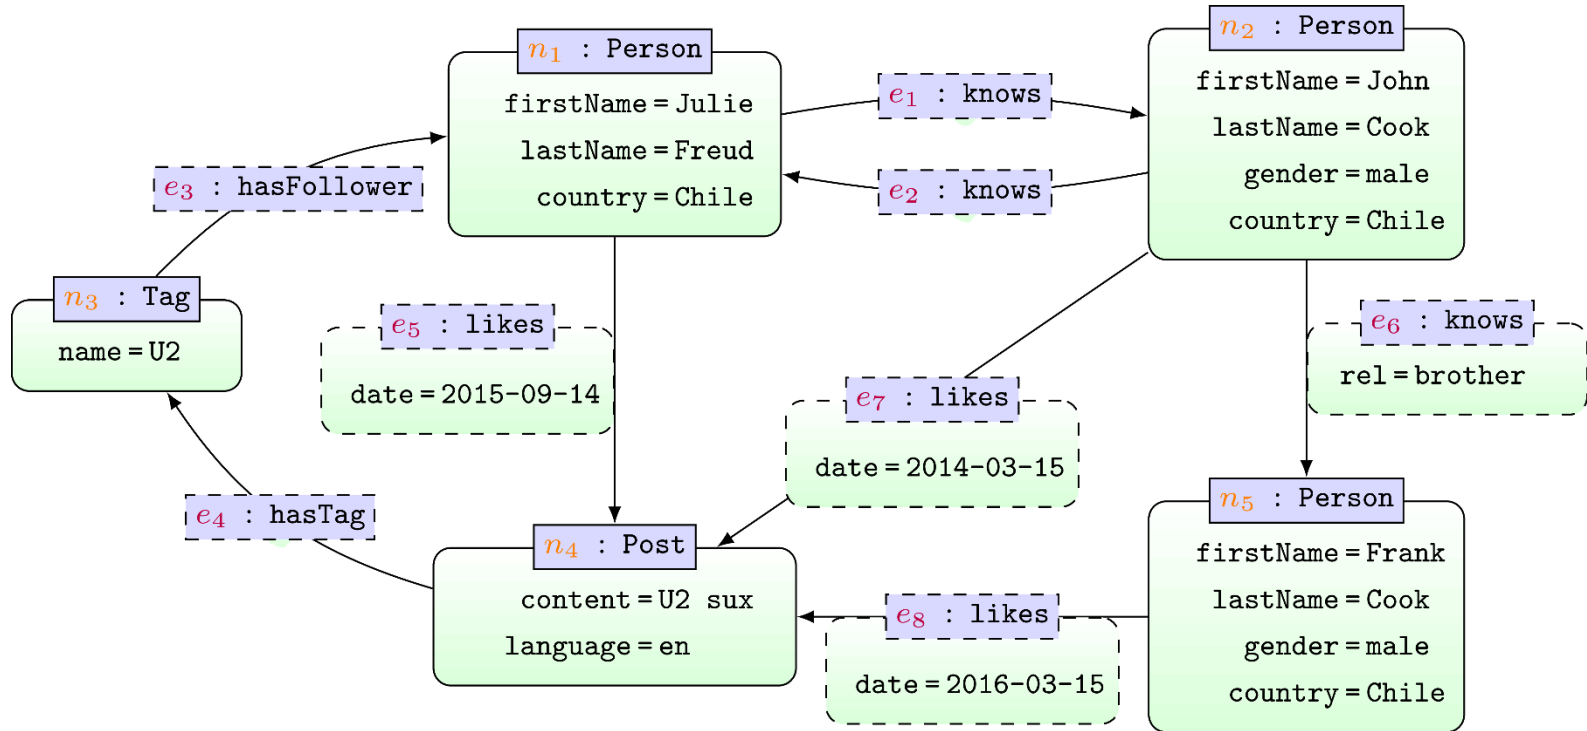 n1 : Person
firstName = Julie
lastName = Freud
country = Chile
e1 : knows
e2 : knows
n2 : Person
firstName = John
lastName = Cook
gender = male
country = Chile
e3 : hasFollower
n3 : Tag
name = U2
e5 : likes
date = 2015-09-14
e7 : likes
date = 2014-03-15
e6 : knows
rel = brother
e4 : hasTag
n4 : Post
content = U2 sux
language = en
e8 : likes
date = 2016-03-15
n5 : Person
firstName = Frank
lastName = Cook
gender = male
country = Chile